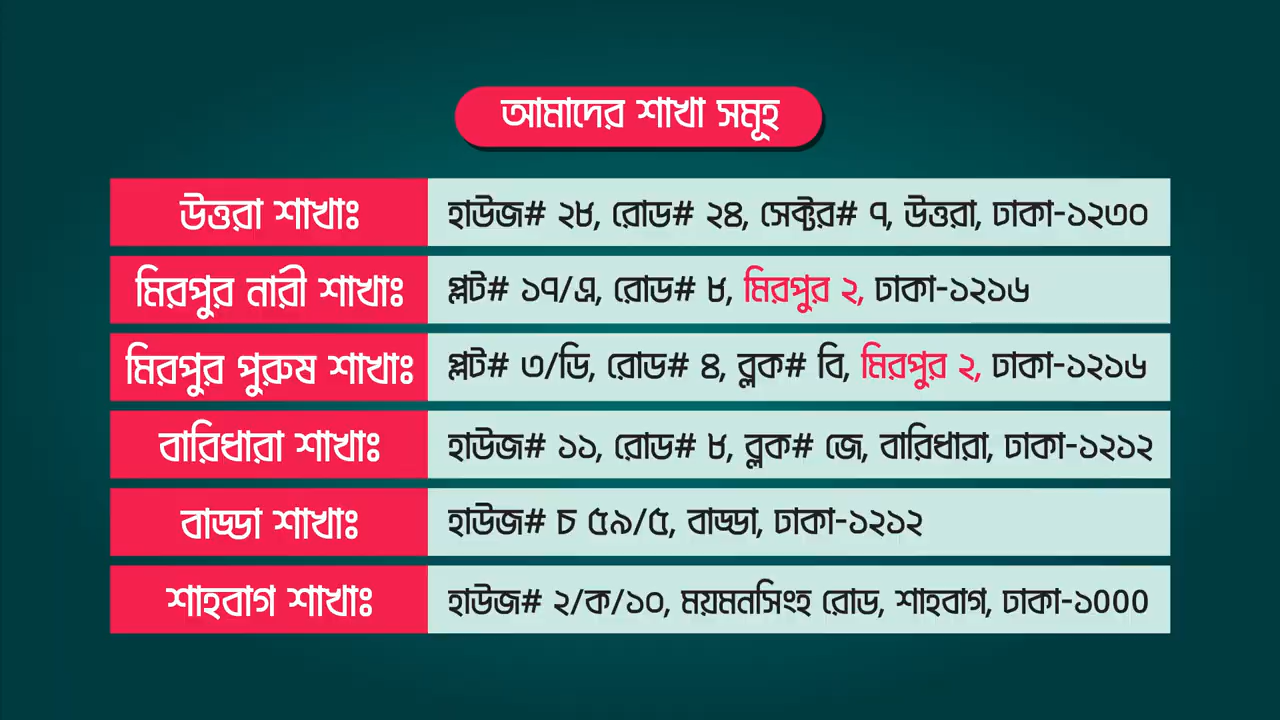 আমাদের শাখা সমূহ
উত্তরা শাখাঃ হাউজ# ২৮, রোড# ২৪, সেক্টর# ৭, উত্তরা, ঢাকা-১২৩০
মিরপুর নারী শাখাঃ প্লট# ১৭/এ, রোড# ৮, মিরপুর ২, ঢাকা-১২১৬
মিরপুর পুরুষ শাখাঃ প্লট# ৩/ডি, রোড# ৪, ব্লক# বি, মিরপুর ২, ঢাকা-১২১৬
বারিধারা শাখাঃ হাউজ# ১১, রোড# ৮, ব্লক# জে, বারিধারা, ঢাকা-১২১২
বাড্ডা শাখাঃ হাউজ# চ ৫৯/৫, বাড্ডা, ঢাকা-১২১২
শাহবাগ শাখাঃ হাউজ# ২/ক/১০, ময়মনসিংহ রোড, শাহবাগ, ঢাকা-১০০০